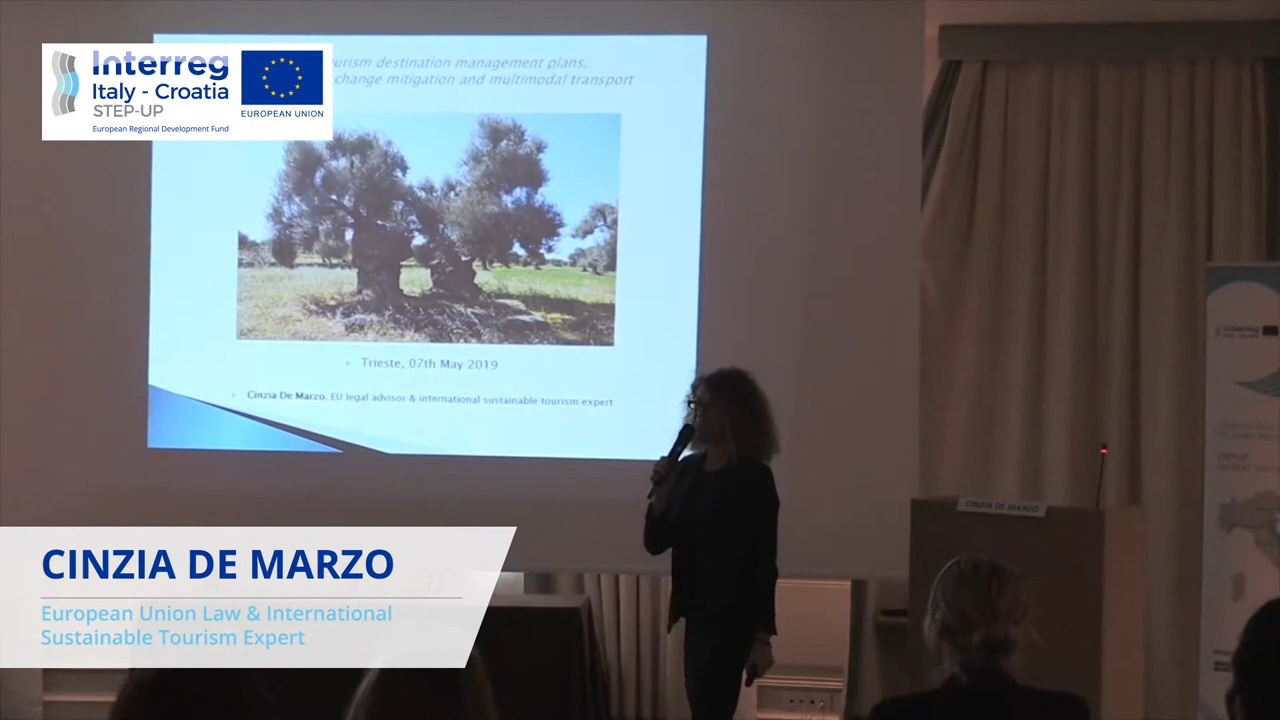 Interreg
Italy - Croatia
STEP-UP
European Regional Development Fund
EUROPEAN UNION
tourism destination management plans,
change mitigation and multimodal transport
Trieste, 07th May 2019
Cinzia De Marzo, EU legal advisor & international sustainable tourism expert
CINZIA DE MARZO
Interreg
CINZIA DE MARZO
European Union Law & International
Sustainable Tourism Expert